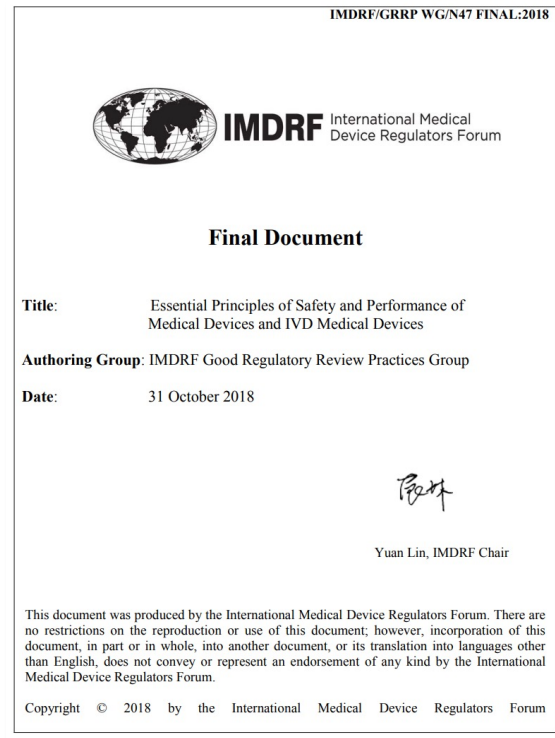 IMDRF/GRRP WG/N47 FINAL:2018
IMDRF International Medical
Device Regulators Forum
Final Document
Title: Essential Principles of Safety and Performance of
Medical Devices and IVD Medical Devices
Authoring Group: IMDRF Good Regulatory Review Practices Group
Date: 31 October 2018
Yuan Lin, IMDRF Chair
This document was produced by the International Medical Device Regulators Forum. There are
no restrictions on the reproduction or use of this document; however, incorporation of this
document, in part or in whole, into another document, or its translation into languages other
than English, does not convey or represent an endorsement of any kind by the International
Medical Device Regulators Forum.
Copyright © 2018 by the International Medical Device Regulators Forum